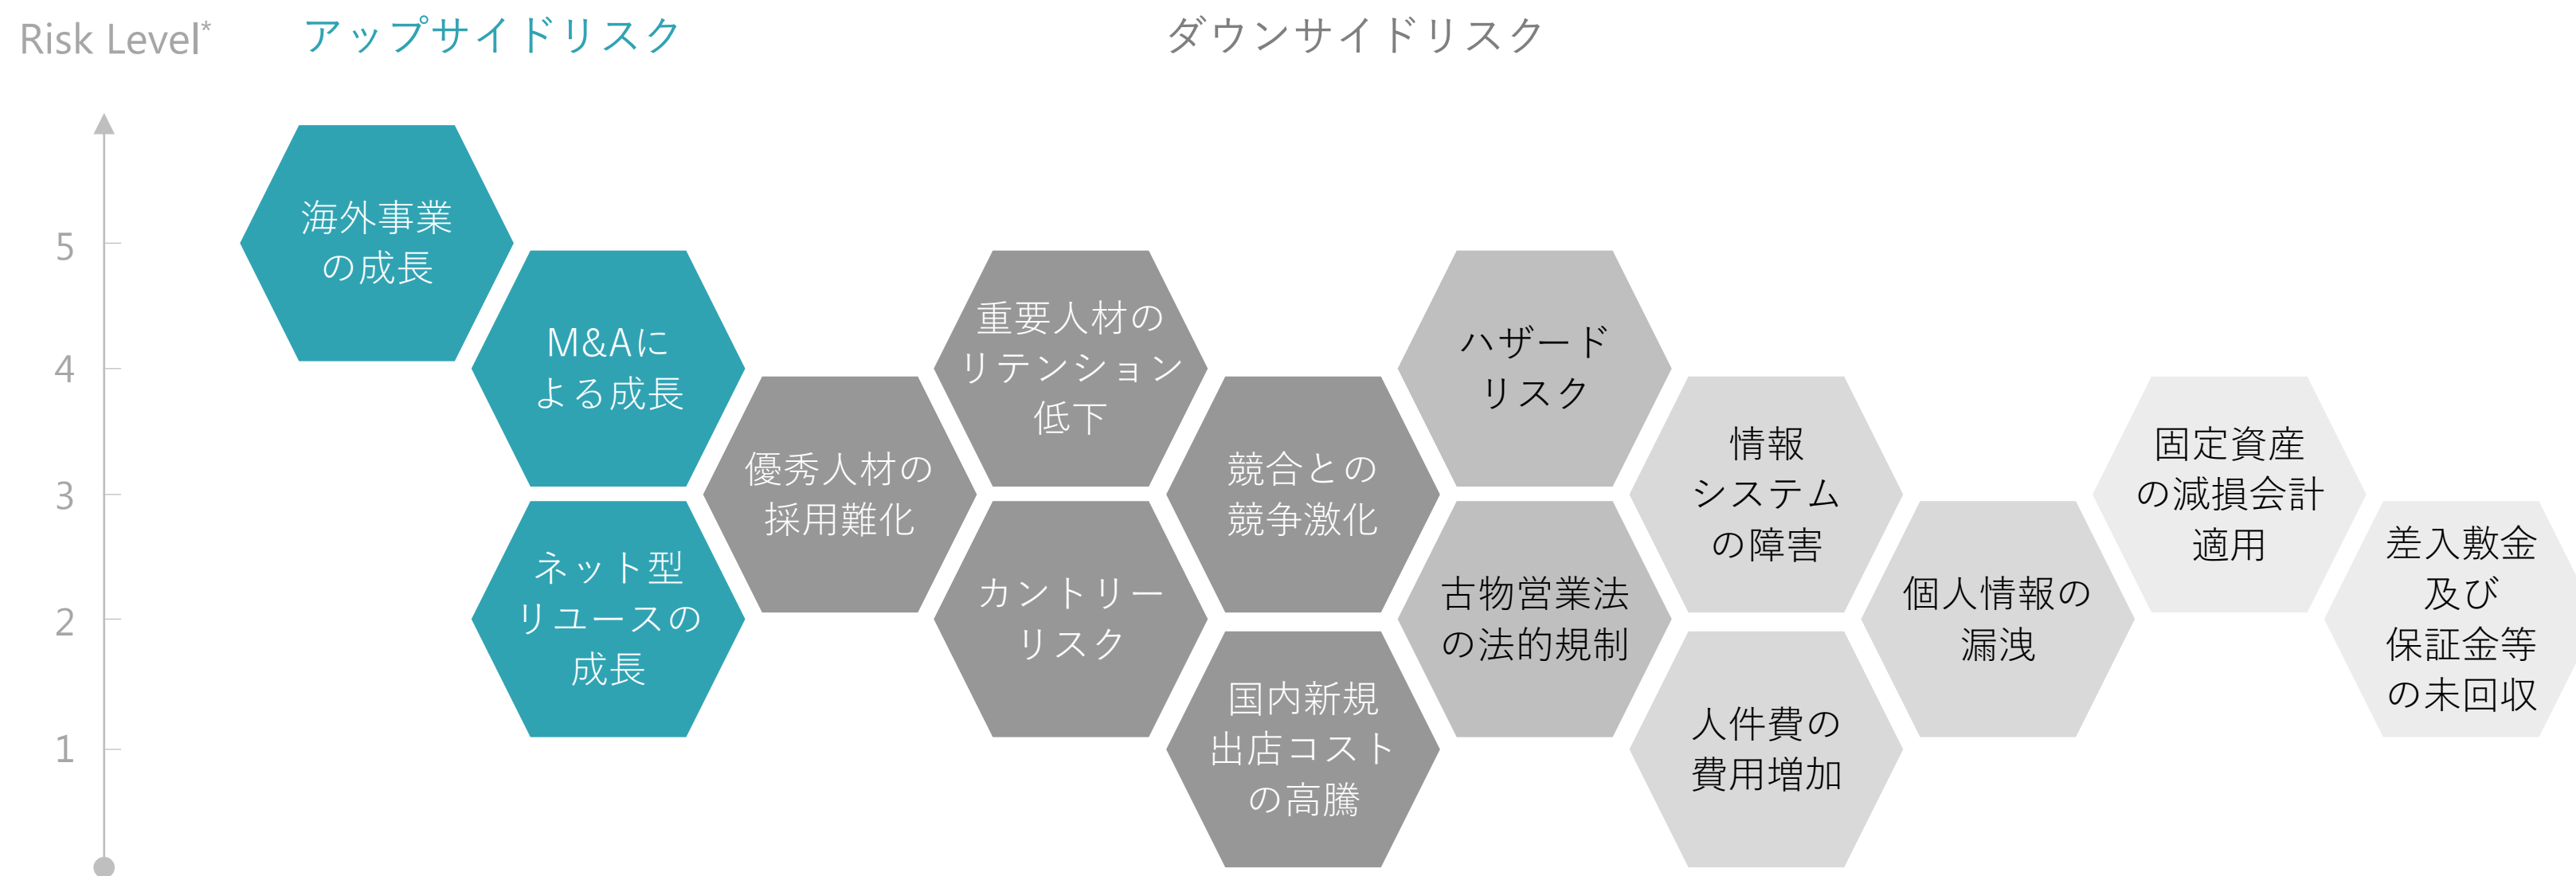 Risk Level*
アップサイドリスク
ダウンサイドリスク
5
4
3
2
1
海外事業
の成長
M&Aに
よる成長
ネット型
リユースの
成長
優秀人材の
採用難化
重要人材の
リテンション
低下
カントリー
リスク
競合との
競争激化
国内新規
出店コスト
の高騰
ハザード
リスク
古物営業法
の法的規制
情報
システム
の障害
人件費の
費用増加
個人情報の
漏洩
固定資産
の減損会計
適用
差入敷金
及び
保証金等
の未回収